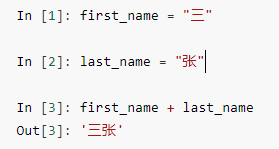 In [1]: first_name = "三"
In [2]: last_name = "张"
In [3]: first_name + last_name
Out[3]: '三张'